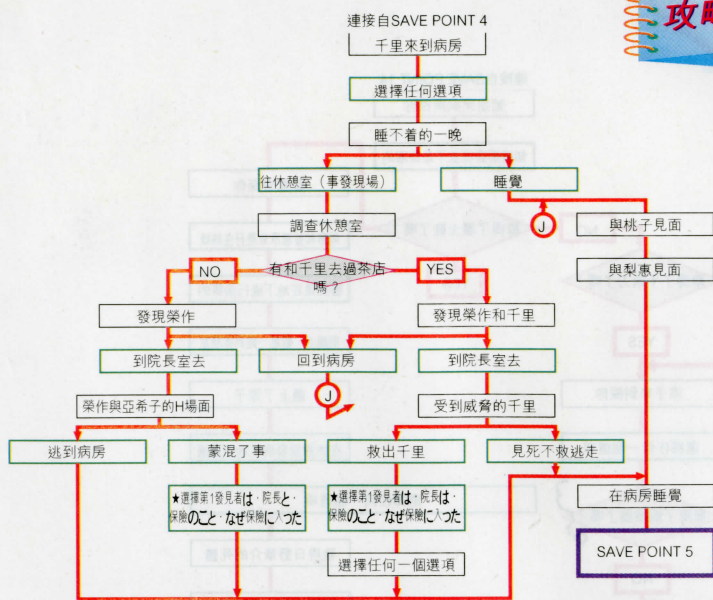 攻略
連接自SAVE POINT 4
千里來到病房
選擇任何選項
睡不着的一晚
往休憩室（事發現場）
睡覺
調查休憩室
J
與桃子見面
NO
有和千里去過茶店
嗎？
YES
與梨惠見面
發現榮作
發現榮作和千里
到院長室去
回到病房
到院長室去
J
榮作與亞希子的H場面
受到威脅的千里
逃到病房
蒙混了事
救出千里
見死不救逃走
★選擇第1發見者は・院長と・
保險のこと・なぜ保險に入った
★選擇第1發見者は・院長は・
保險のこと・なぜ保險に入った
在病房睡覺
選擇任何一個選項
SAVE POINT 5